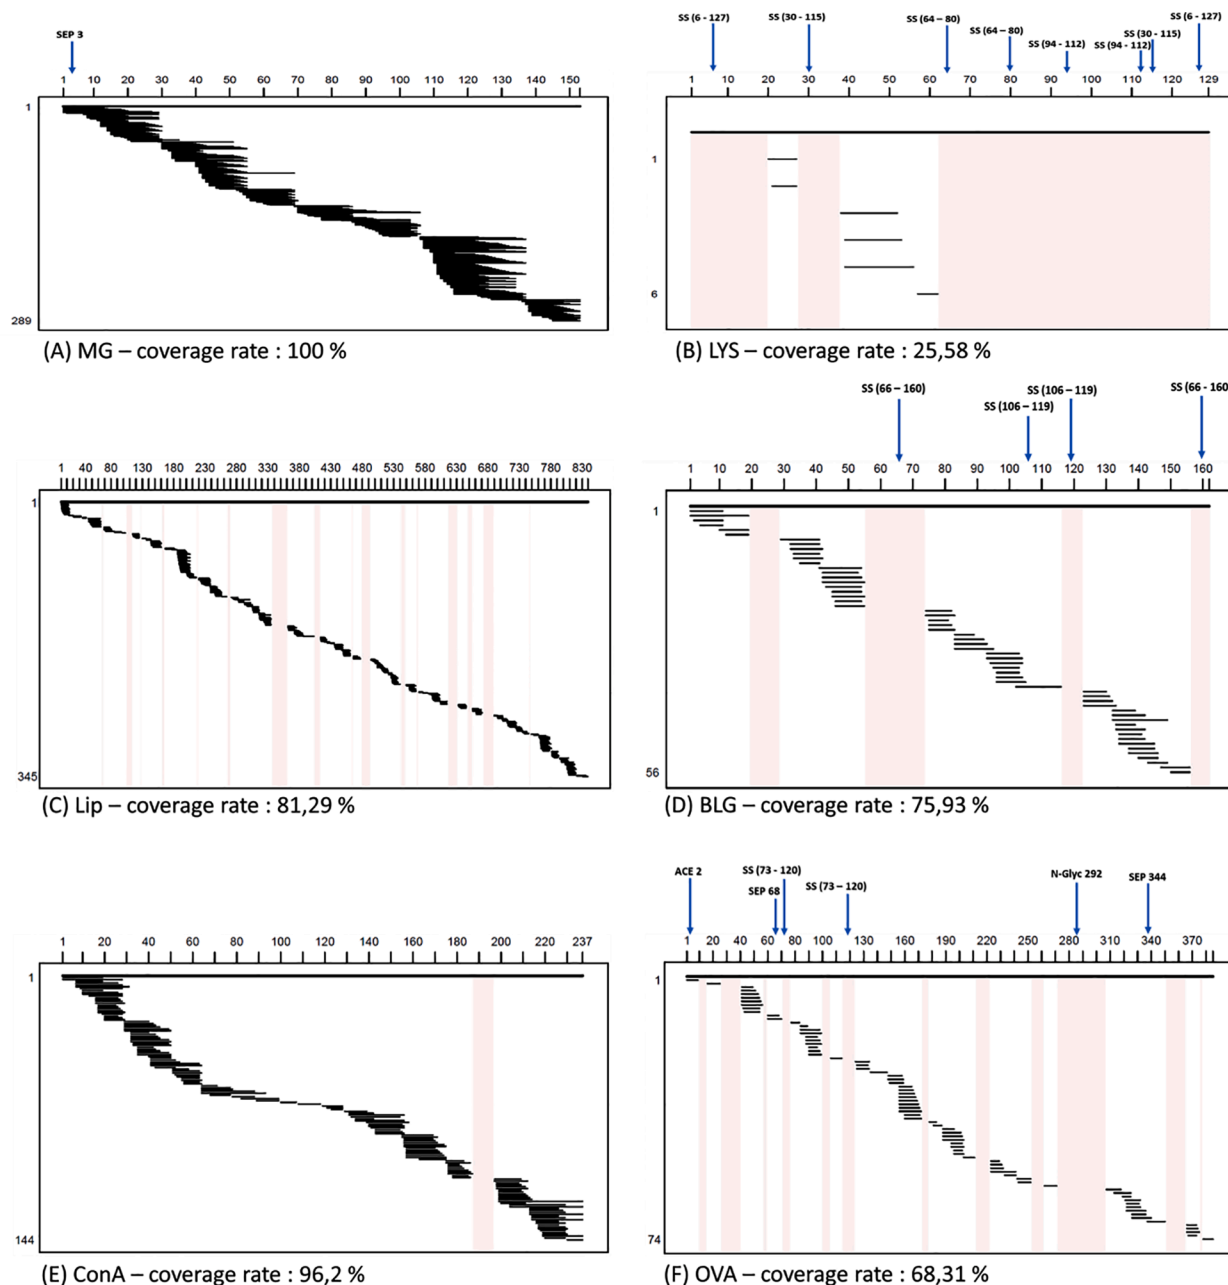 SEP 3
1 10 20 30 40 50 60 70 80 90 100 110 120 130 140 150
1
289
(A) MG – coverage rate : 100 %
SS (6 - 127)
SS (30 - 115)
SS (64 – 80)
SS (64 – 80)
SS (94 – 112)
SS (94 - 112)
SS (30 - 115)
SS (6 - 127)
1 10 20 30 40 50 60 70 80 90 100 110 120 129
1
6
(B) LYS – coverage rate : 25,58 %
1 40 80 130 180 230 280 330 380 430 480 530 580 630 680 730 780 830
1
345
(C) Lip – coverage rate : 81,29 %
SS (66 – 160)
SS (106 – 119)
SS (106 – 119)
SS (66 - 160
1 10 20 30 40 50 60 70 80 90 100 110 120 130 140 150 160
1
56
(D) BLG – coverage rate : 75,93 %
1 20 40 60 80 100 120 140 160 180 200 220 237
1
144
(E) ConA – coverage rate : 96,2 %
ACE 2
SS (73 - 120)
SEP 68
SS (73 – 120)
N-Glyc 292
SEP 344
1 20 40 60 80 100 130 160 190 220 250 280 310 340 370
1
74
(F) OVA – coverage rate : 68,31 %